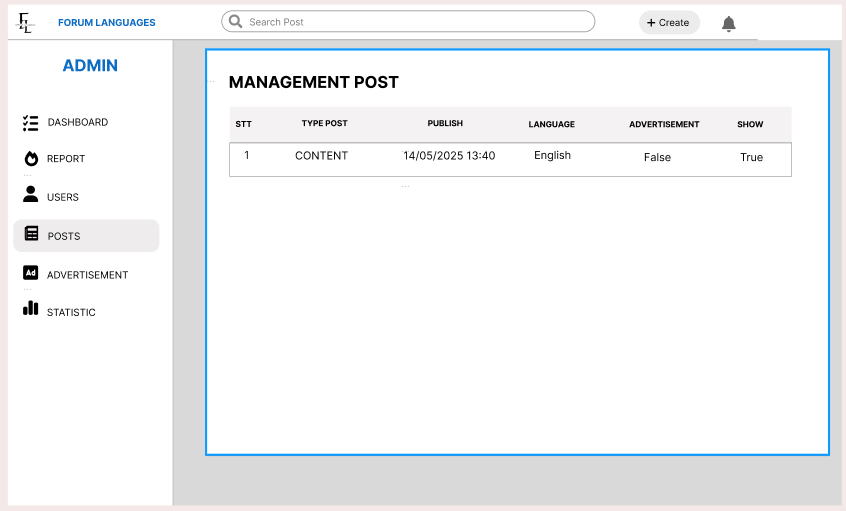 FL
FORUM LANGUAGES
Search Post
+ Create
ADMIN
DASHBOARD
REPORT
...
USERS
POSTS
Ad
ADVERTISEMENT
...
STATISTIC
...
MANAGEMENT POST
STT TYPE POST PUBLISH LANGUAGE ADVERTISEMENT SHOW
1 CONTENT 14/05/2025 13:40 English False True
...